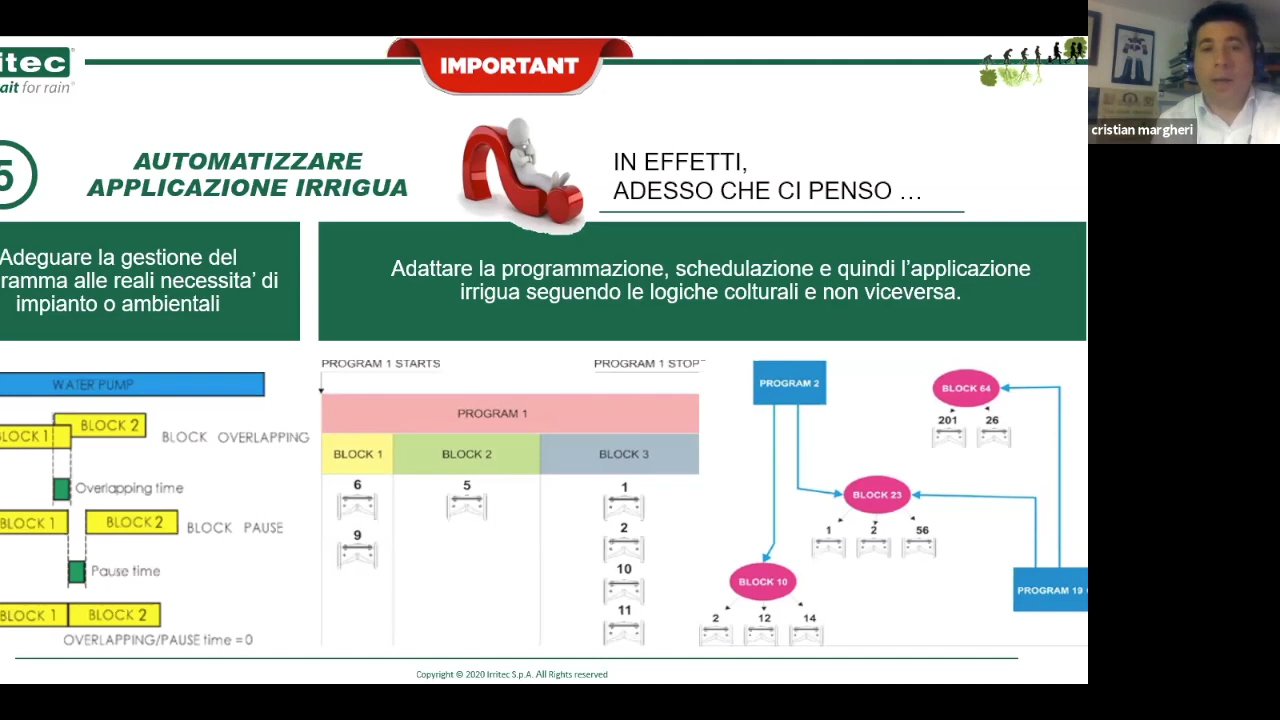 itec
ait for rain®
IMPORTANT
cristian margheri
5
AUTOMATIZZARE
APPLICAZIONE IRRIGUA
IN EFFETTI,
ADESSO CHE CI PENSO …
Adeguare la gestione del
ramma alle reali necessita' di
impianto o ambientali
Adattare la programmazione, schedulazione e quindi l'applicazione
irrigua seguendo le logiche colturali e non viceversa.
WATER PUMP
BLOCK 1
BLOCK 2
BLOCK OVERLAPPING
Overlapping time
BLOCK 1
BLOCK 2
BLOCK PAUSE
Pause time
BLOCK 1
BLOCK 2
OVERLAPPING/PAUSE time = 0
PROGRAM 1 STARTS
PROGRAM 1 STOP
PROGRAM 1
BLOCK 1
BLOCK 2
BLOCK 3
6
5
1
9
2
10
11
PROGRAM 2
BLOCK 64
201
26
BLOCK 23
1
2
56
BLOCK 10
2
12
14
PROGRAM 19
Copyright © 2020 Irritec S.p.A. All Rights reserved